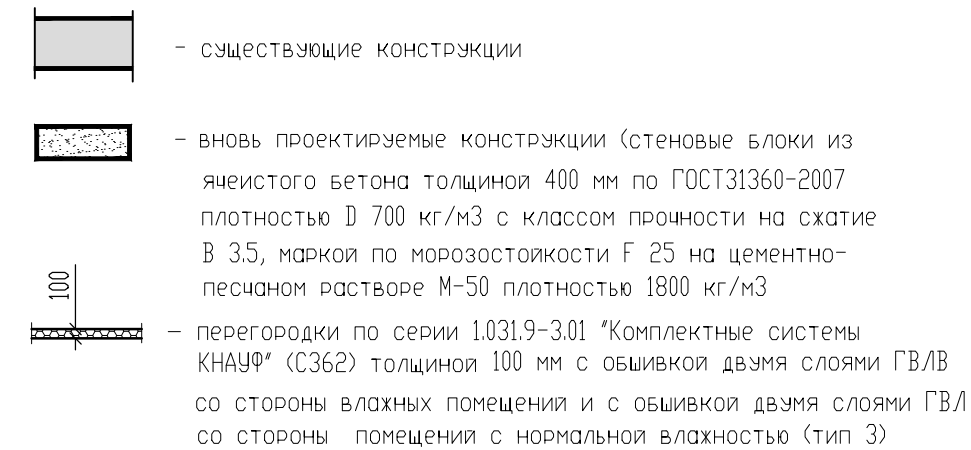 - существующие конструкции
- вновь проектируемые конструкции (стеновые блоки из
ячеистого бетона толщиной 400 мм по ГОСТ31360-2007
плотностью D 700 кг/м3 с классом прочности на сжатие
В 3.5, маркой по морозостойкости F 25 на цементно-
песчаном растворе М-50 плотностью 1800 кг/м3
100
- перегородки по серии 1.031.9-3.01 "Комплектные системы
КНАУФ" (С362) толщиной 100 мм с обшивкой двумя слоями ГВЛВ
со стороны влажных помещений и с обшивкой двумя слоями ГВЛ
со стороны помещений с нормальной влажностью (тип 3)